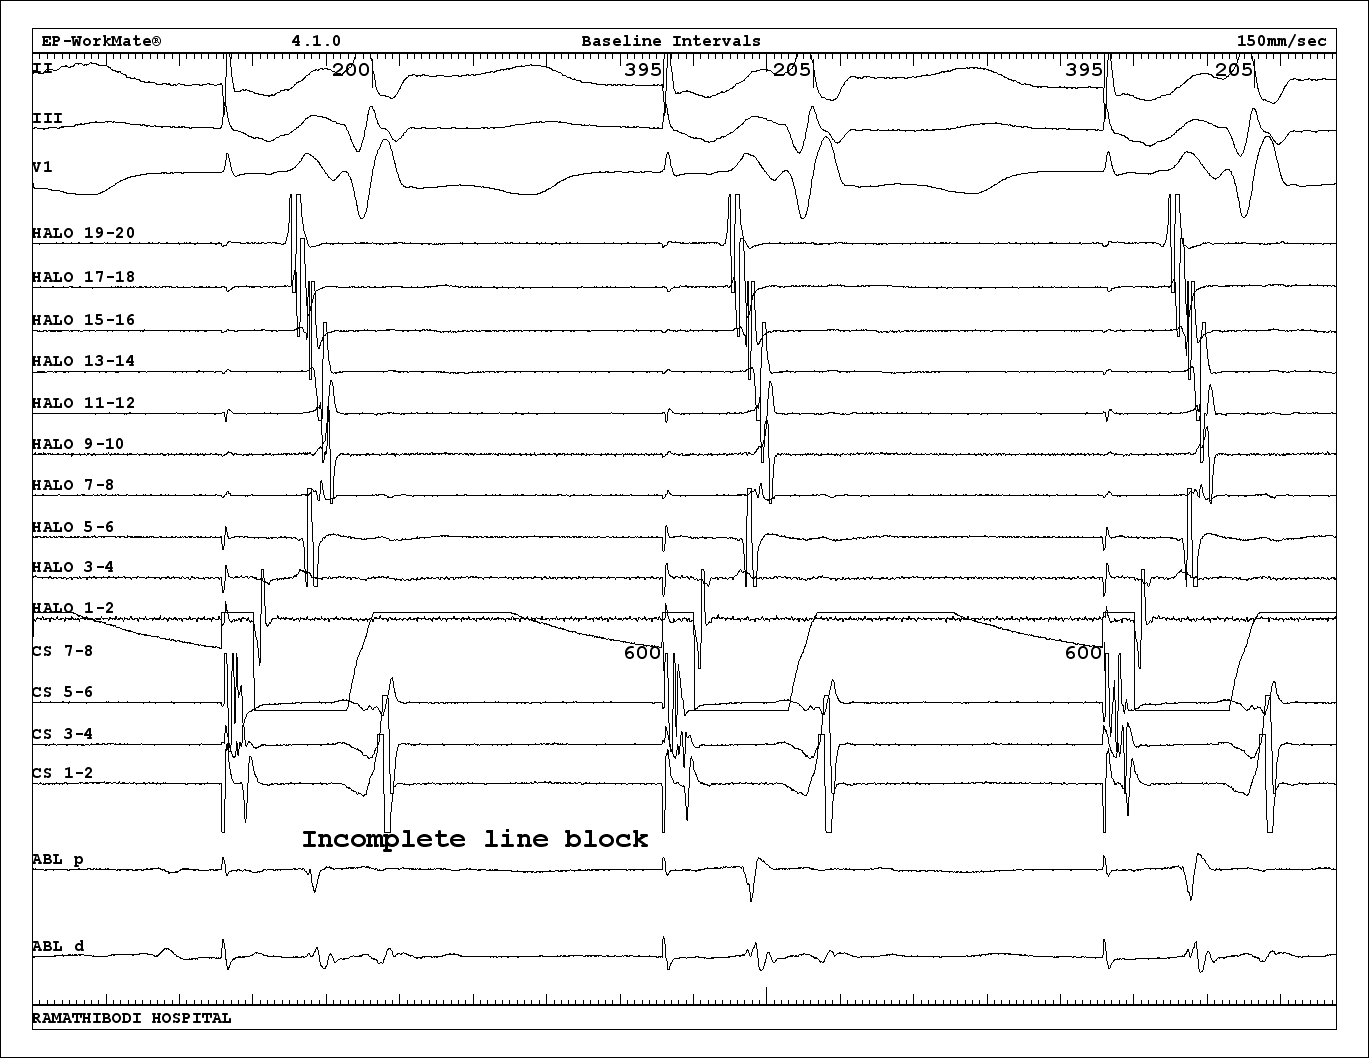 EP-WorkMate® 4.1.0 Baseline Intervals 150mm/sec
II 200 395 205 395 205
III
V1
HALO 19-20
HALO 17-18
HALO 15-16
HALO 13-14
HALO 11-12
HALO 9-10
HALO 7-8
HALO 5-6
HALO 3-4
HALO 1-2
CS 7-8 600 600
CS 5-6
CS 3-4
CS 1-2
Incomplete line block
ABL p
ABL d
RAMATHIBODI HOSPITAL